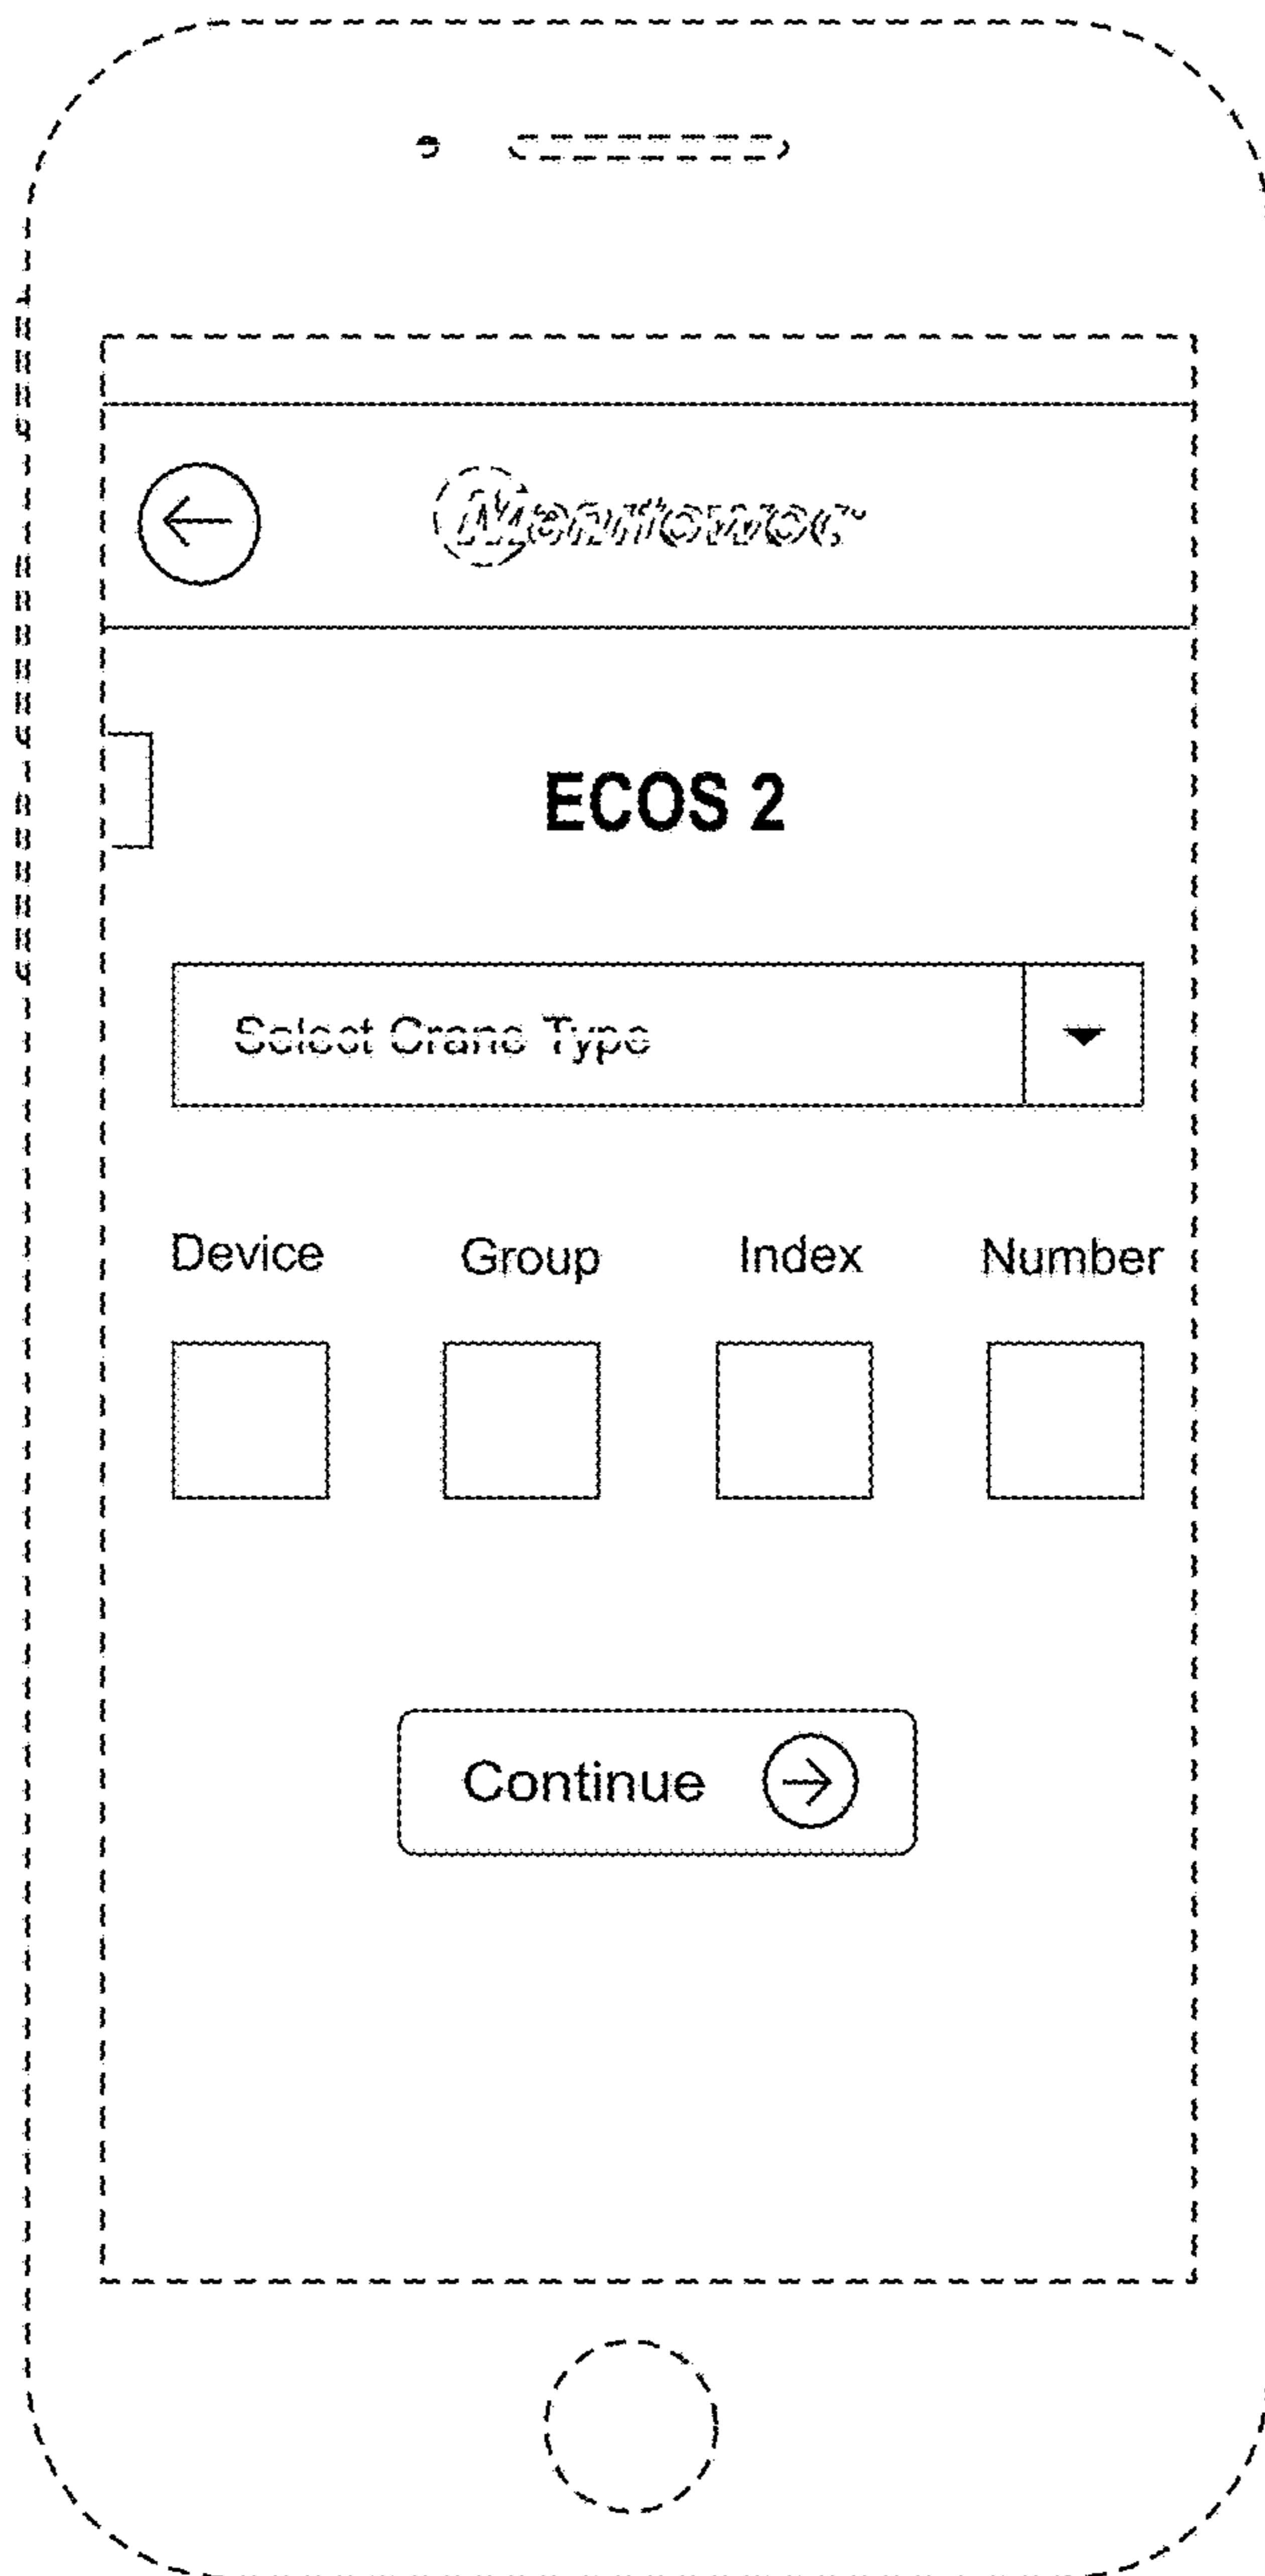 Manitowoc
ECOS 2
Select Crane Type
Device Group Index Number
Continue